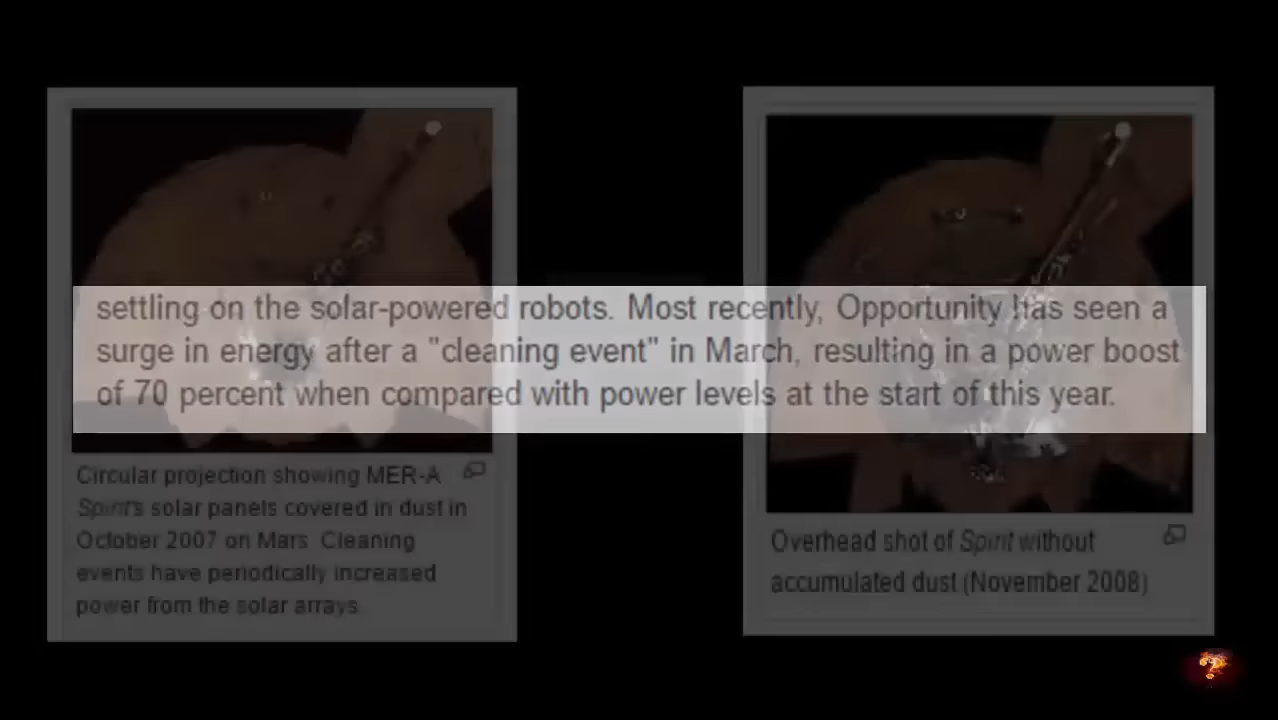 settling on the solar-powered robots. Most recently, Opportunity has seen a
surge in energy after a "cleaning event" in March, resulting in a power boost
of 70 percent when compared with power levels at the start of this year.
Circular projection showing MER-A
Spirit's solar panels covered in dust in
October 2007 on Mars. Cleaning
events have periodically increased
power from the solar arrays.
Overhead shot of Spirit without
accumulated dust (November 2008)
?